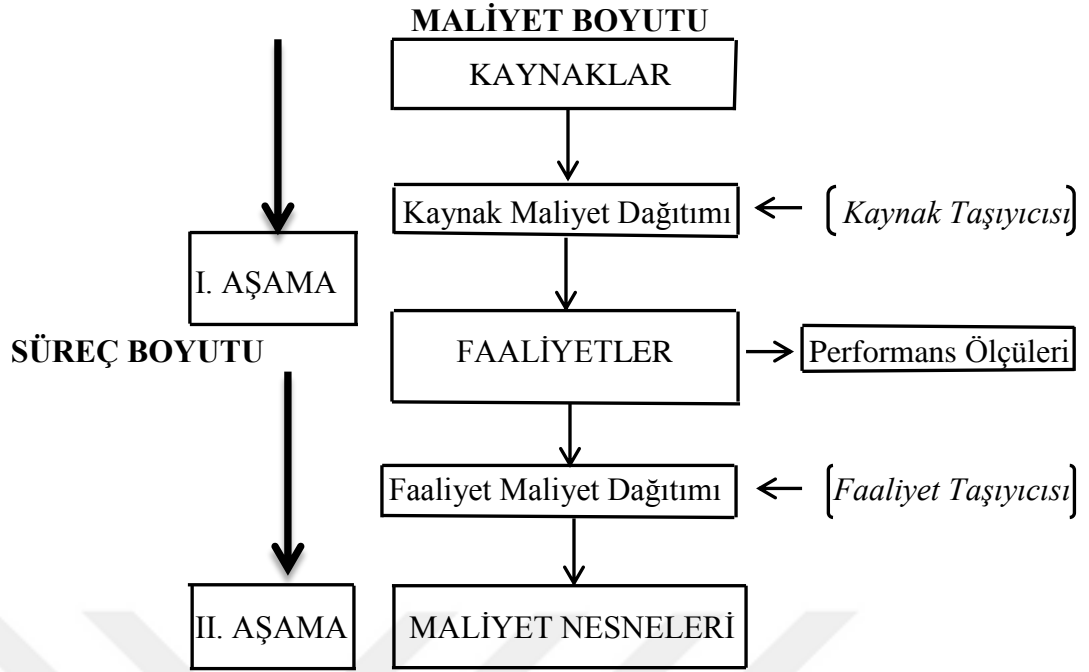 MALİYET BOYUTU
KAYNAKLAR
Kaynak Maliyet Dağıtımı
Kaynak Taşıyıcısı
I. AŞAMA
SÜREÇ BOYUTU
FAALİYETLER
Performans Ölçüleri
Faaliyet Maliyet Dağıtımı
Faaliyet Taşıyıcısı
II. AŞAMA
MALİYET NESNELERİ